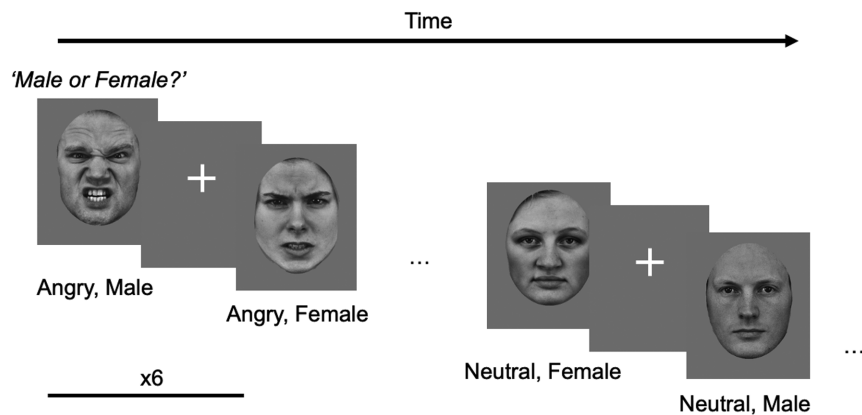 Time
‘Male or Female?’
Angry, Male
Angry, Female
...
Neutral, Female
Neutral, Male
...
x6